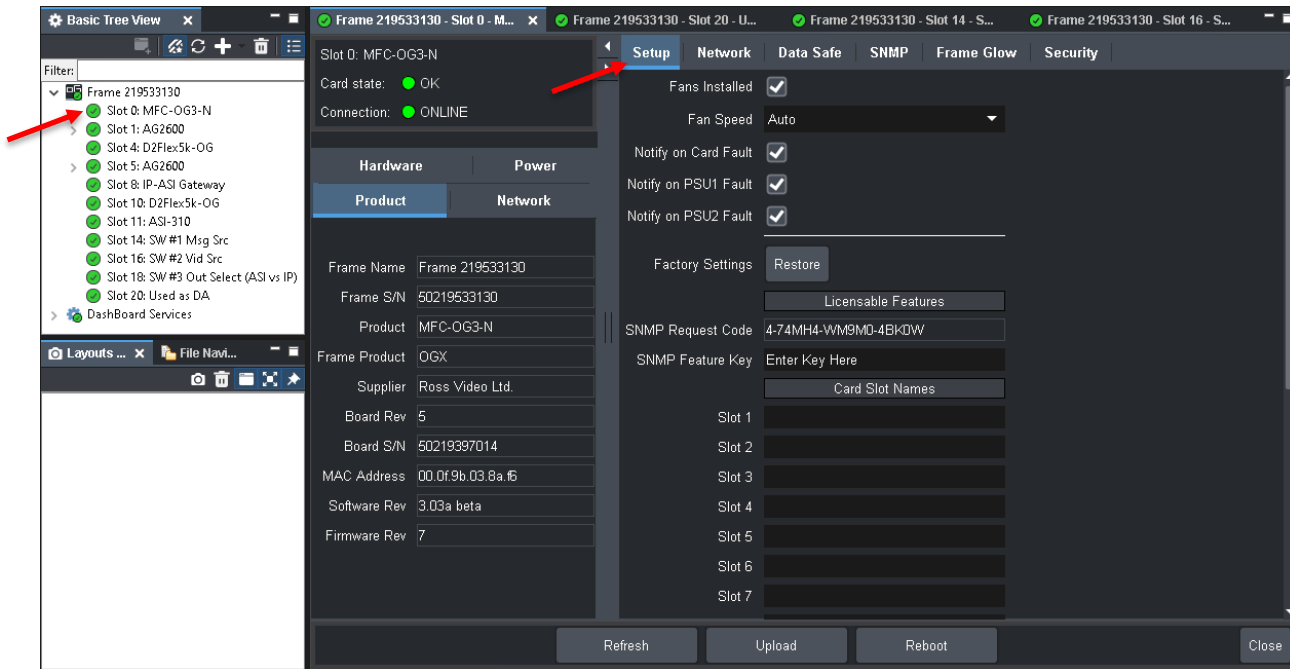 Basic Tree View
Filter:
Frame 219533130
Slot 0: MFC-OG3-N
Slot 1: AG2600
Slot 4: D2Flex5k-OG
Slot 5: AG2600
Slot 8: IP-ASI Gateway
Slot 10: D2Flex5k-OG
Slot 11: ASI-310
Slot 14: SW #1 Msg Src
Slot 16: SW #2 Vid Src
Slot 18: SW #3 Out Select (ASI vs IP)
Slot 20: Used as DA
DashBoard Services
Layouts ... File Navi...
Frame 219533130 - Slot 0 - M... Frame 219533130 - Slot 20 - U... Frame 219533130 - Slot 14 - S... Frame 219533130 - Slot 16 - S...
Slot 0: MFC-OG3-N
Card state: OK
Connection: ONLINE
Hardware Power
Product Network
Frame Name Frame 219533130
Frame S/N 50219533130
Product MFC-OG3-N
Frame Product OGX
Supplier Ross Video Ltd.
Board Rev 5
Board S/N 50219397014
MAC Address 00.0f.9b.03.8a.f6
Software Rev 3.03a beta
Firmware Rev 7
Setup Network Data Safe SNMP Frame Glow Security
Fans Installed
Fan Speed Auto
Notify on Card Fault
Notify on PSU1 Fault
Notify on PSU2 Fault
Factory Settings Restore
Licensable Features
SNMP Request Code 4-74MH4-WM9M0-4BK0W
SNMP Feature Key Enter Key Here
Card Slot Names
Slot 1
Slot 2
Slot 3
Slot 4
Slot 5
Slot 6
Slot 7
Refresh Upload Reboot Close